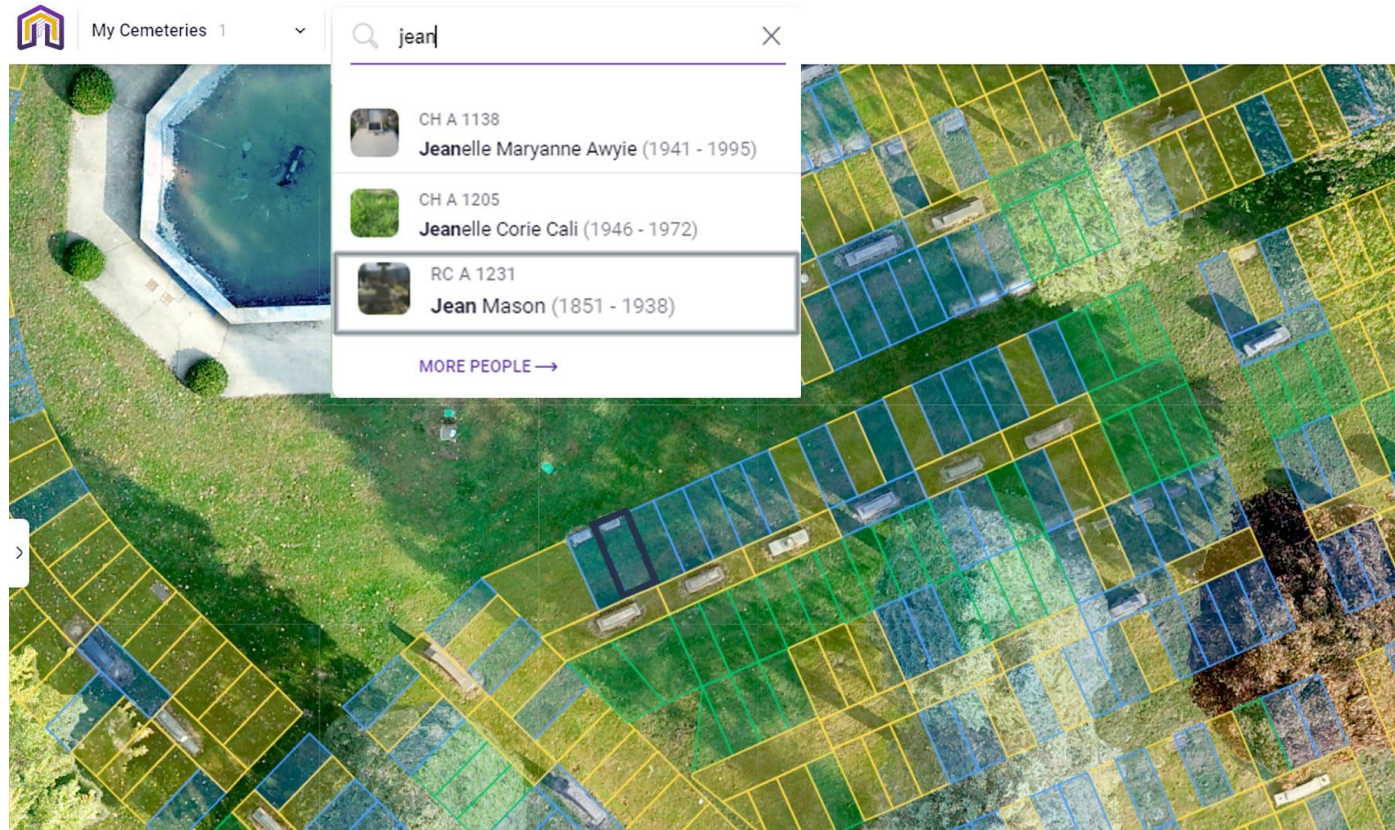 My Cemeteries 1
jean
CH A 1138
Jeanelle Maryanne Awyie (1941 - 1995)
CH A 1205
Jeanelle Corie Cali (1946 - 1972)
RC A 1231
Jean Mason (1851 - 1938)
MORE PEOPLE →